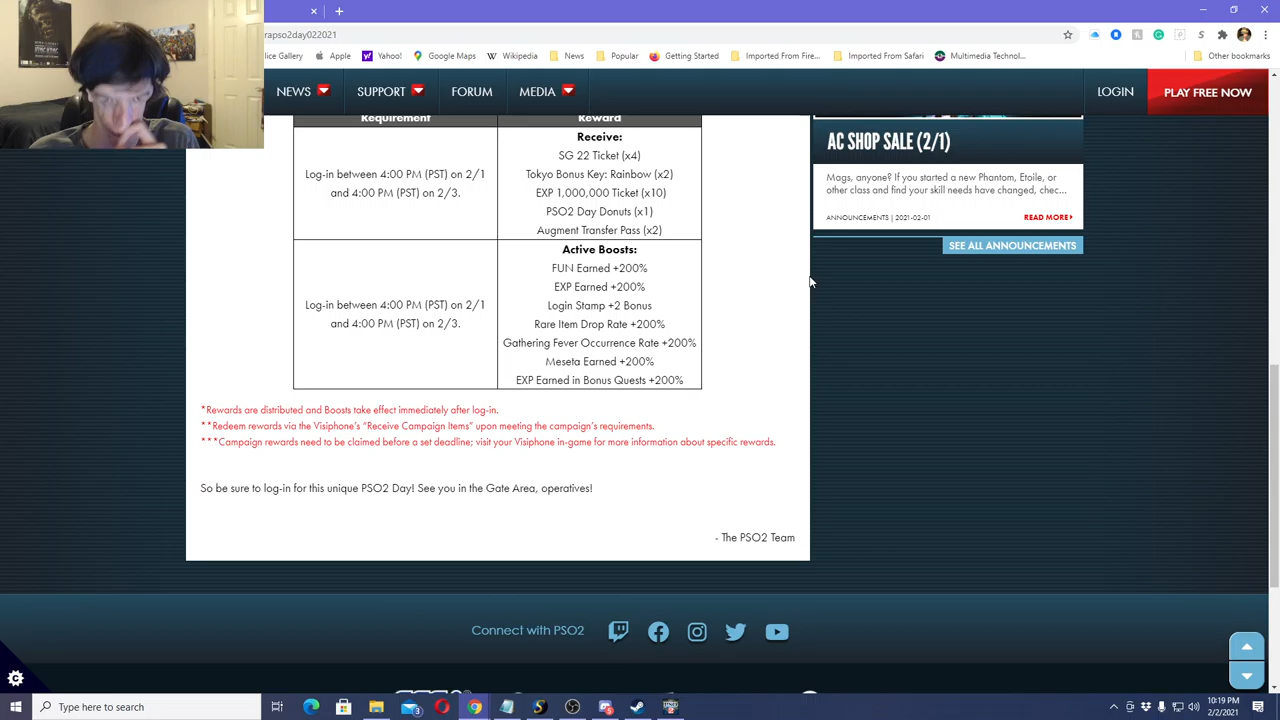 rapso2day022021
lice Gallery
Apple
Yahoo!
Google Maps
Wikipedia
News
Popular
Getting Started
Imported From Fire...
Imported From Safari
Multimedia Technol...
Other bookmarks
NEWS
SUPPORT
FORUM
MEDIA
LOGIN
PLAY FREE NOW
Requirement
Reward
Log-in between 4:00 PM (PST) on 2/1
and 4:00 PM (PST) on 2/3.
Receive:
SG 22 Ticket (x4)
Tokyo Bonus Key: Rainbow (x2)
EXP 1,000,000 Ticket (x10)
PSO2 Day Donuts (x1)
Augment Transfer Pass (x2)
Log-in between 4:00 PM (PST) on 2/1
and 4:00 PM (PST) on 2/3.
Active Boosts:
FUN Earned +200%
EXP Earned +200%
Login Stamp +2 Bonus
Rare Item Drop Rate +200%
Gathering Fever Occurrence Rate +200%
Meseta Earned +200%
EXP Earned in Bonus Quests +200%
*Rewards are distributed and Boosts take effect immediately after log-in.
**Redeem rewards via the Visiphone's "Receive Campaign Items" upon meeting the campaign's requirements.
***Campaign rewards need to be claimed before a set deadline; visit your Visiphone in-game for more information about specific rewards.
So be sure to log-in for this unique PSO2 Day! See you in the Gate Area, operatives!
- The PSO2 Team
AC SHOP SALE (2/1)
Mags, anyone? If you started a new Phantom, Etoile, or
other class and find your skill needs have changed, chec...
ANNOUNCEMENTS | 2021-02-01
READ MORE
SEE ALL ANNOUNCEMENTS
Connect with PSO2
Type here to search
10:19 PM
2/2/2021